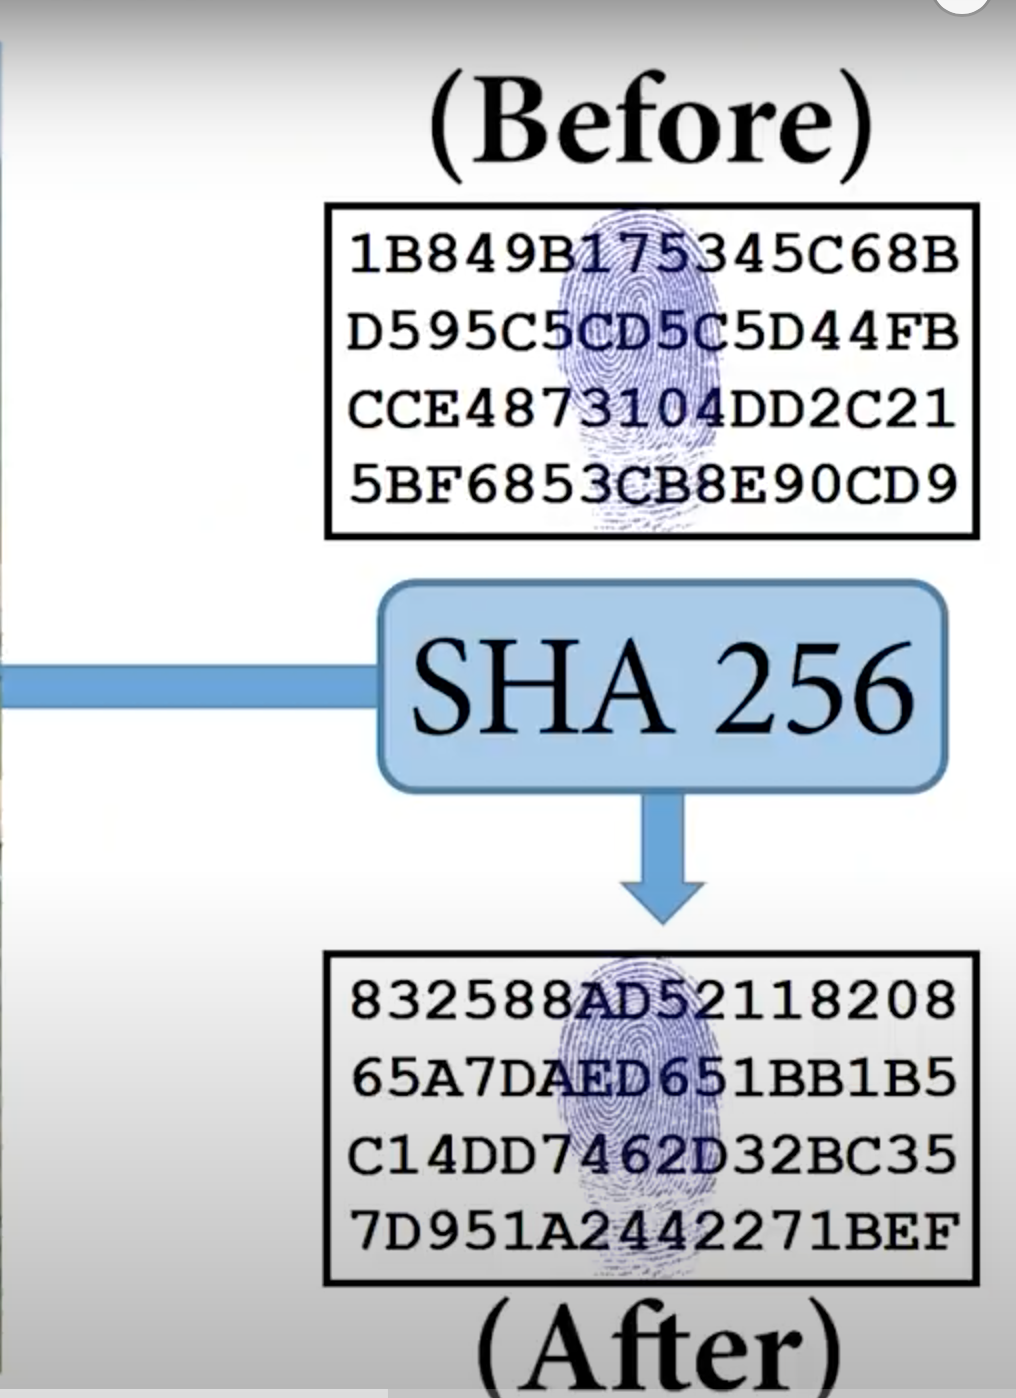 (Before)
1B849B175345C68B
D595C5CD5C5D44FB
CCE4873104DD2C21
5BF6853CB8E90CD9
SHA 256
832588AD52118208
65A7DAED651BB1B5
C14DD7462D32BC35
7D951A2442271BEF
(After)